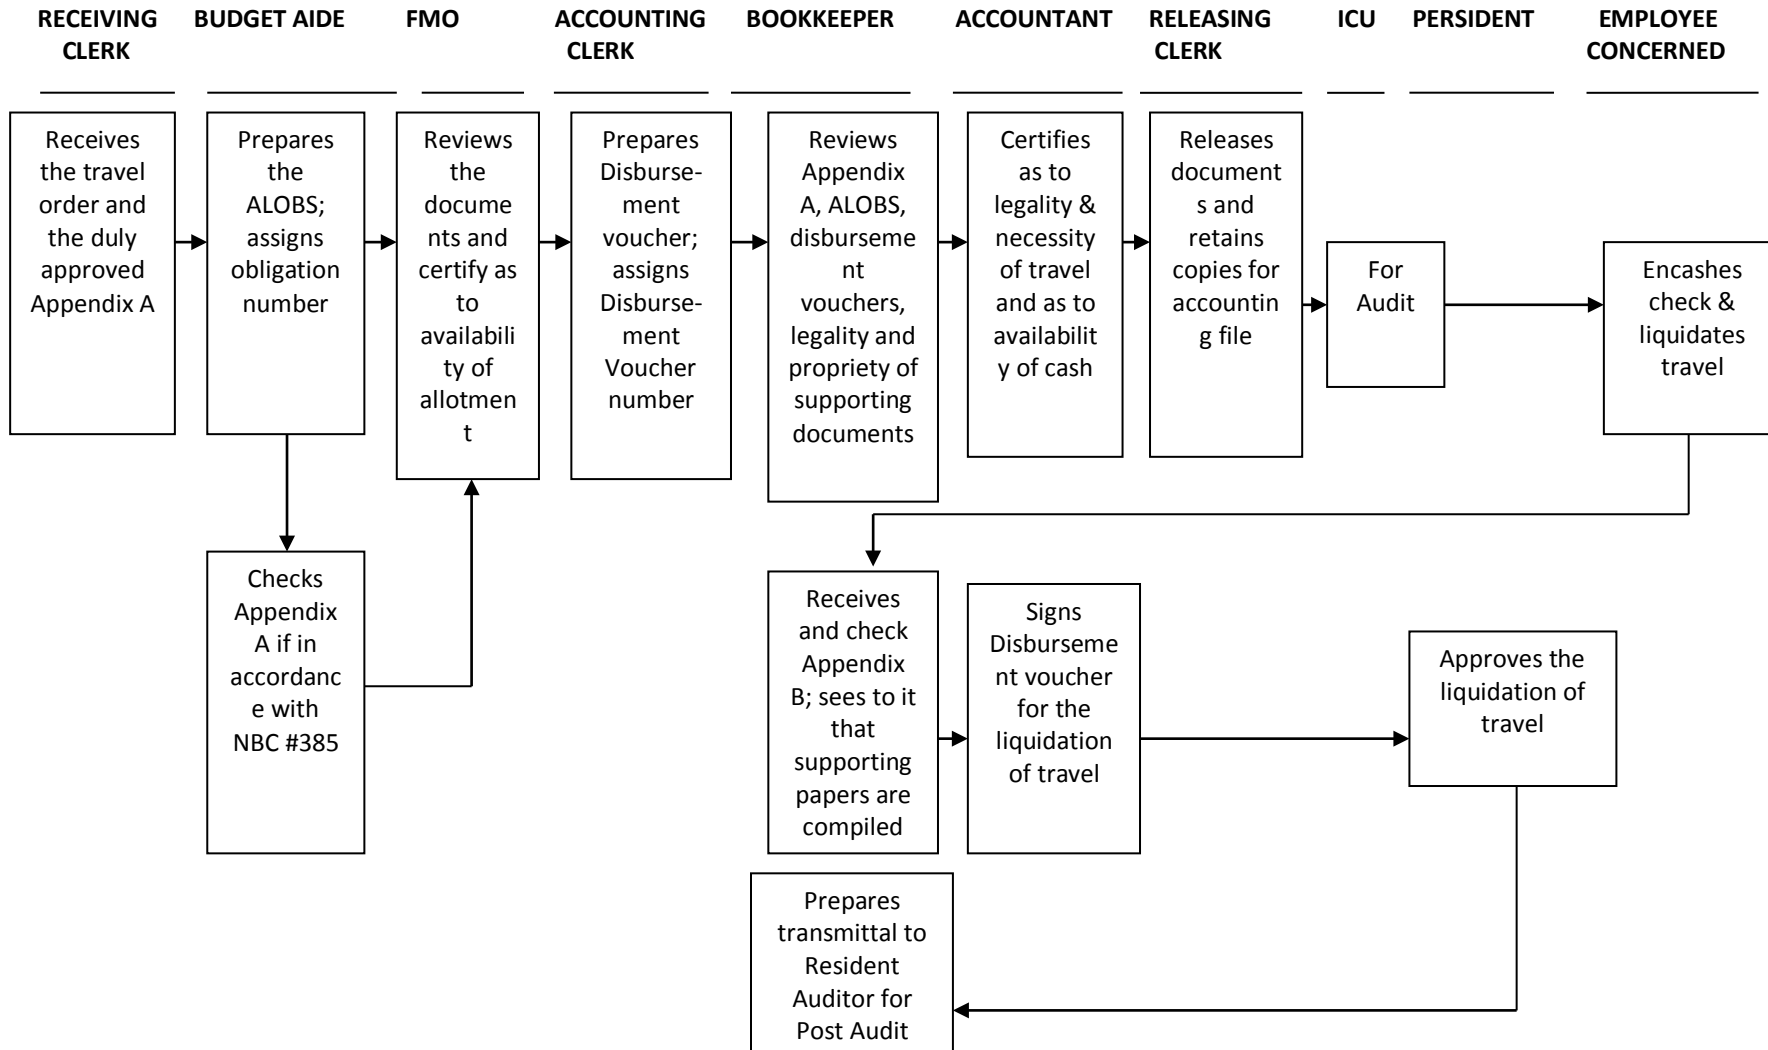 RECEIVING
CLERK
BUDGET AIDE
FMO
ACCOUNTING
CLERK
BOOKKEEPER
ACCOUNTANT
RELEASING
CLERK
ICU
PERSIDENT
EMPLOYEE
CONCERNED
Receives
the travel
order and
the duly
approved
Appendix A
Prepares
the
ALOBS;
assigns
obligation
number
Reviews
the
docume
nts and
certify as
to
availabili
ty of
allotmen
t
Prepares
Disburse-
ment
voucher;
assigns
Disburse-
ment
Voucher
number
Reviews
Appendix
A, ALOBS,
disburseme
nt
vouchers,
legality and
propriety of
supporting
documents
Certifies
as to
legality &
necessity
of travel
and as to
availabilit
y of cash
Releases
document
s and
retains
copies for
accountin
g file
For
Audit
Encashes
check &
liquidates
travel
Checks
Appendix
A if in
accordanc
e with
NBC #385
Receives
and check
Appendix
B; sees to it
that
supporting
papers are
compiled
Signs
Disburseme
nt voucher
for the
liquidation
of travel
Approves the
liquidation of
travel
Prepares
transmittal to
Resident
Auditor for
Post Audit